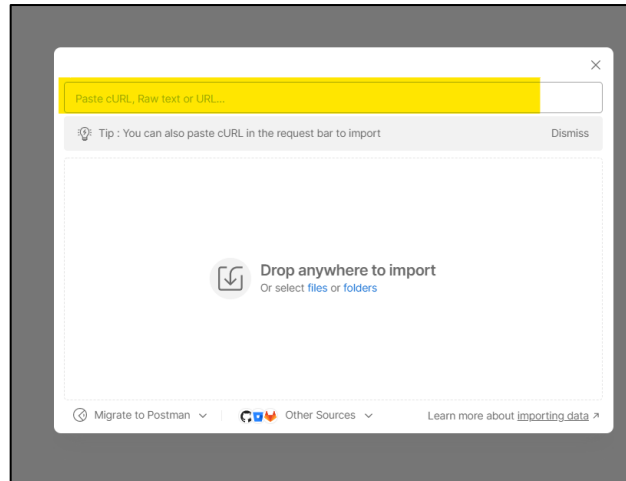 Paste cURL, Raw text or URL...
Tip : You can also paste cURL in the request bar to import Dismiss
Drop anywhere to import
Or select files or folders
Migrate to Postman Other Sources Learn more about importing data